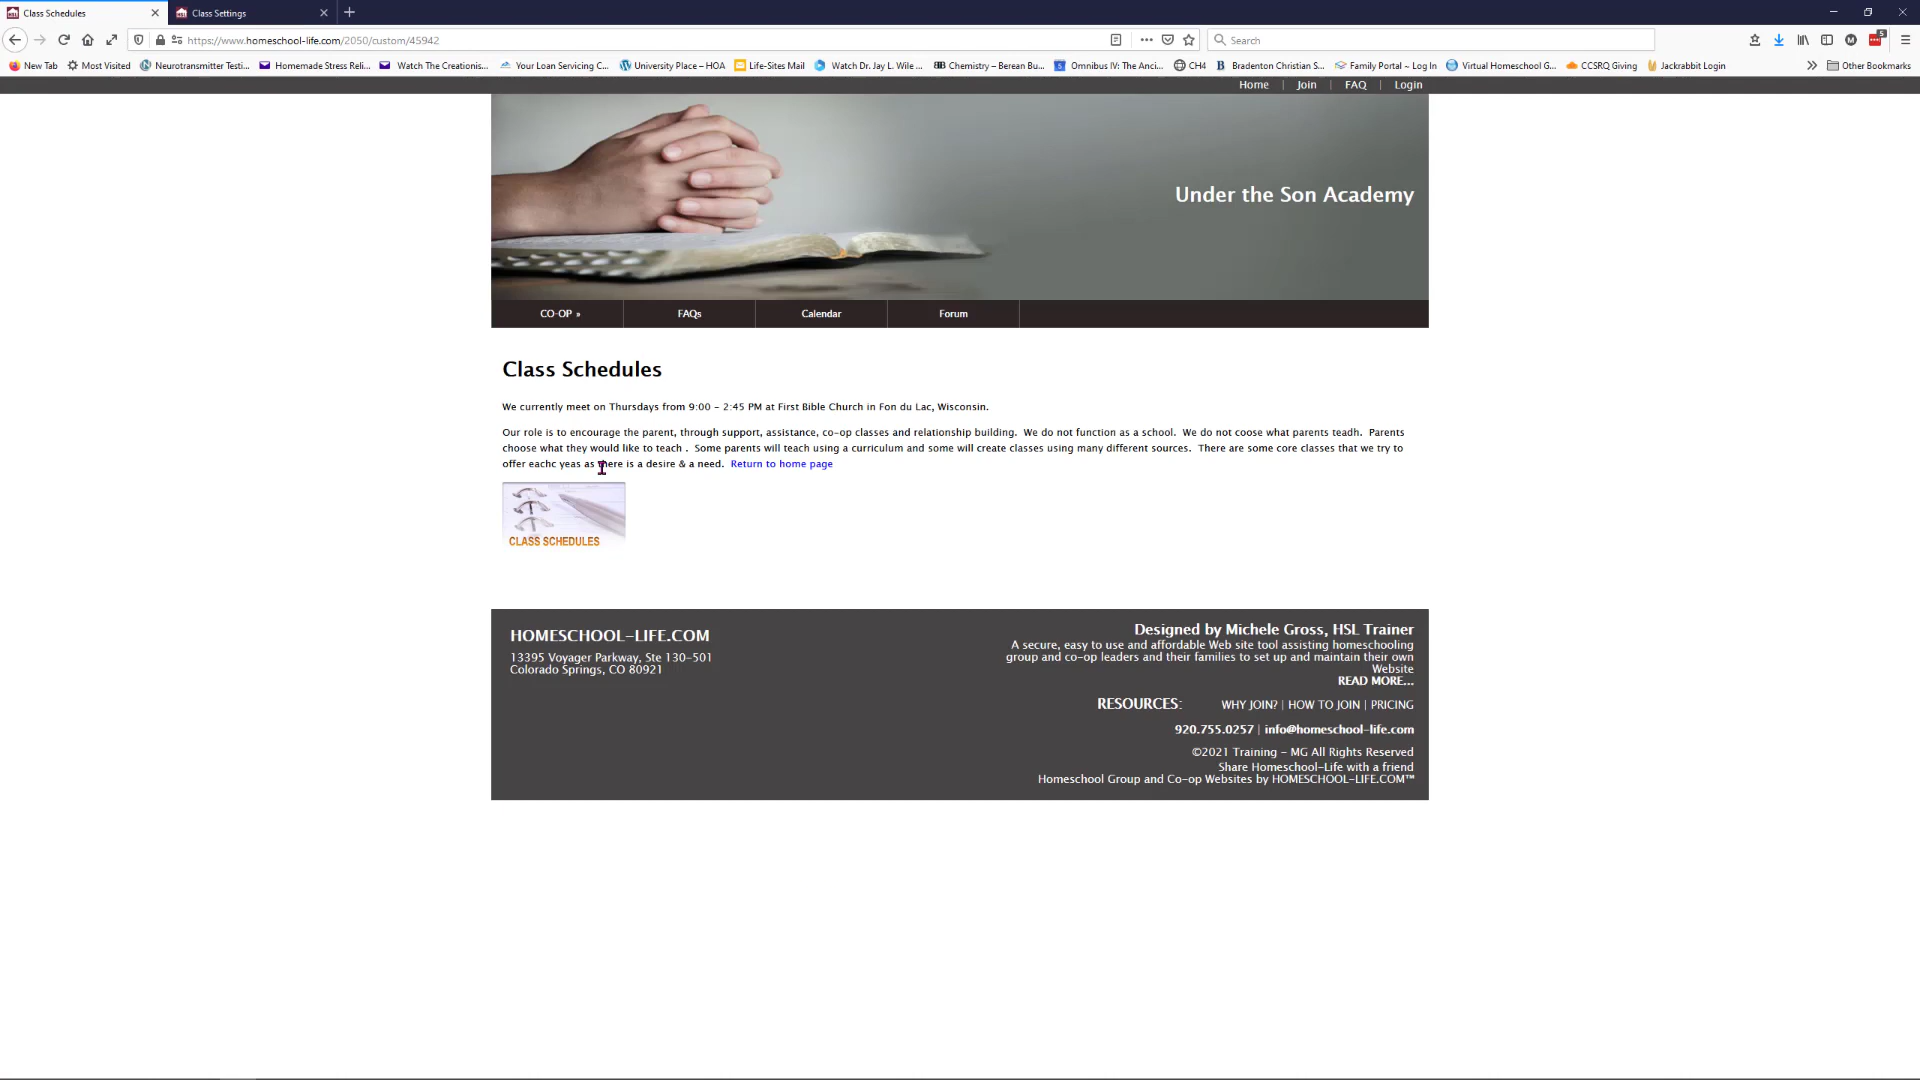 Class Schedules
Class Settings
https://www.homeschool-life.com/2050/custom/45942
Search
5
New Tab
Most Visited
Neurotransmitter Testi...
Homemade Stress Reli...
Watch The Creationis...
Your Loan Servicing C...
University Place – HOA
Life-Sites Mail
Watch Dr. Jay L. Wile ...
Chemistry – Berean Bu...
Omnibus IV: The Anci...
CH4
Bradenton Christian S...
Family Portal ~ Log In
Virtual Homeschool G...
CCSRQ Giving
Jackrabbit Login
Other Bookmarks
Home | Join | FAQ | Login
Under the Son Academy
CO-OP »
FAQs
Calendar
Forum
Class Schedules
We currently meet on Thursdays from 9:00 - 2:45 PM at First Bible Church in Fon du Lac, Wisconsin.
Our role is to encourage the parent, through support, assistance, co-op classes and relationship building. We do not function as a school. We do not coose what parents teadh. Parents
choose what they would like to teach . Some parents will teach using a curriculum and some will create classes using many different sources. There are some core classes that we try to
offer eachc yeas as there is a desire & a need. Return to home page
CLASS SCHEDULES
HOMESCHOOL-LIFE.COM
13395 Voyager Parkway, Ste 130-501
Colorado Springs, CO 80921
Designed by Michele Gross, HSL Trainer
A secure, easy to use and affordable Web site tool assisting homeschooling
group and co-op leaders and their families to set up and maintain their own
Website
READ MORE...
RESOURCES: WHY JOIN? | HOW TO JOIN | PRICING
920.755.0257 | info@homeschool-life.com
©2021 Training - MG All Rights Reserved
Share Homeschool-Life with a friend
Homeschool Group and Co-op Websites by HOMESCHOOL-LIFE.COM™